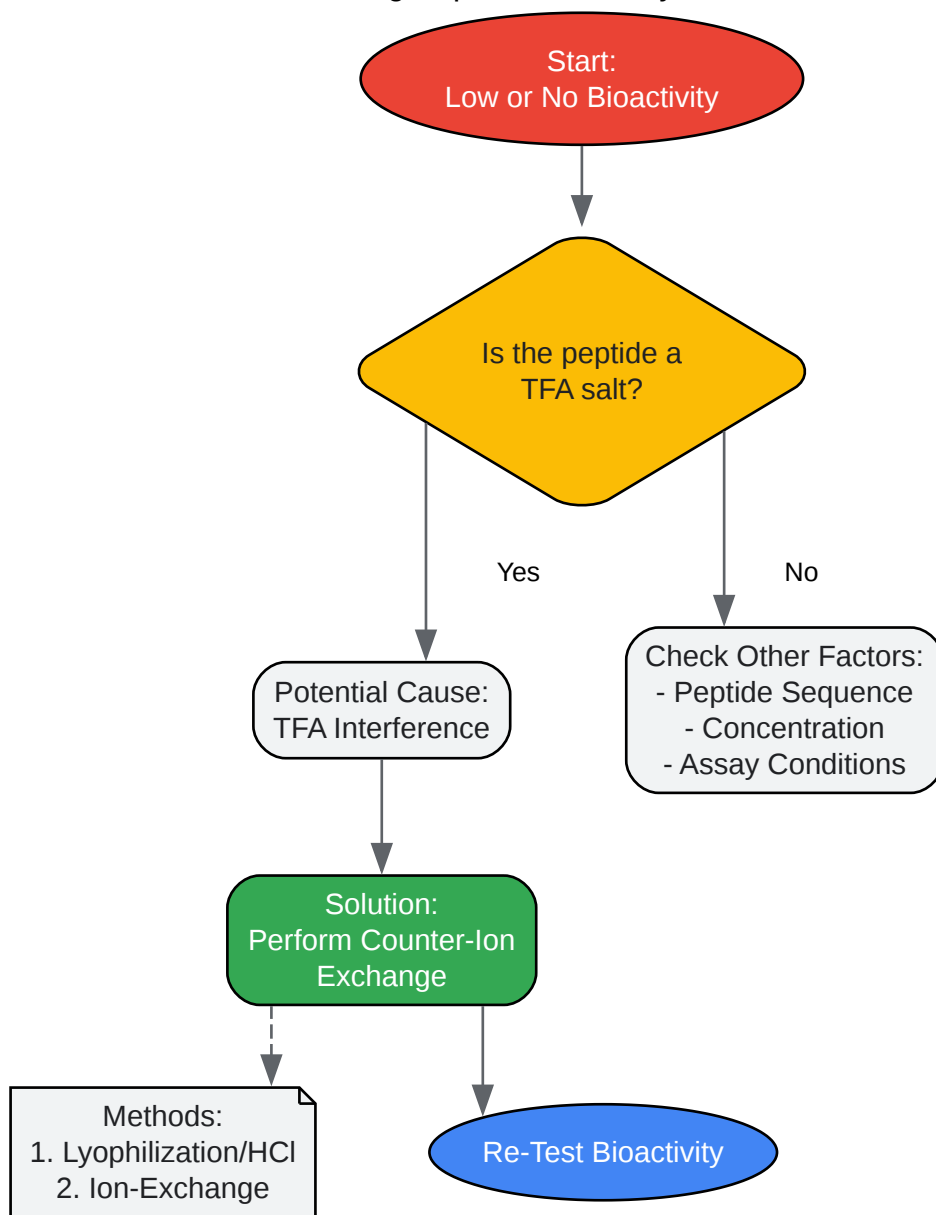 Start:
Low or No Bioactivity
Is the peptide a
TFA salt?
Yes
No
Potential Cause:
TFA Interference
Check Other Factors:
- Peptide Sequence
- Concentration
- Assay Conditions
Solution:
Perform Counter-Ion
Exchange
Methods:
1. Lyophilization/HCl
2. Ion-Exchange
Re-Test Bioactivity